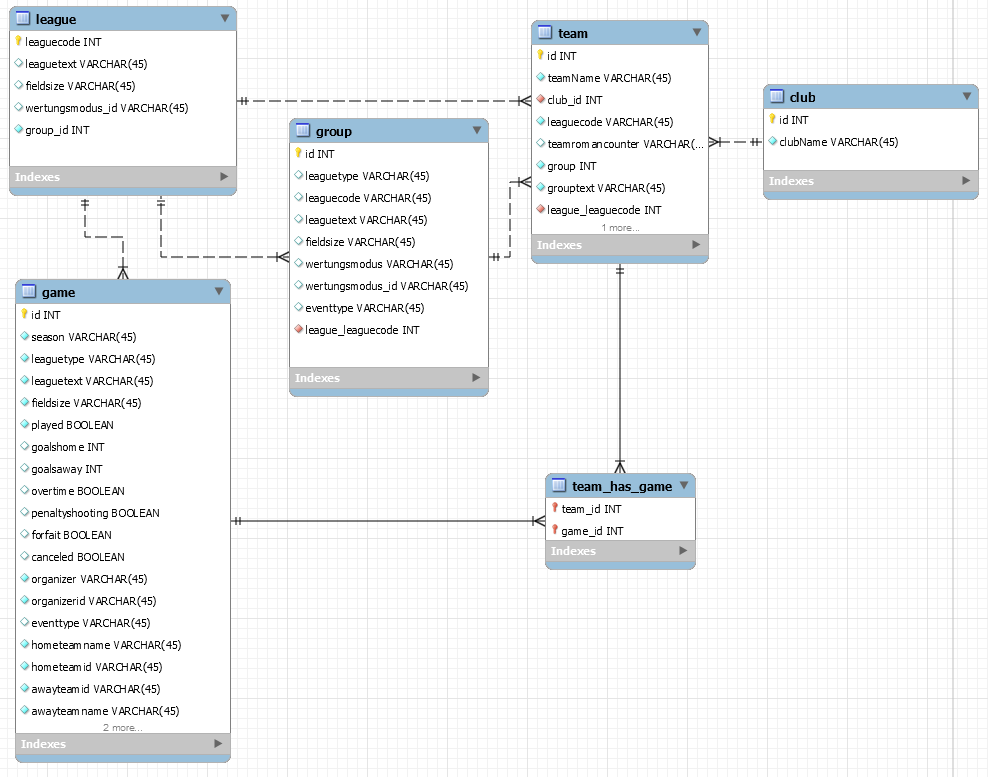 league
leaguecode INT
leaguetext VARCHAR(45)
fieldsize VARCHAR(45)
wertungsmodus_id VARCHAR(45)
group_id INT
Indexes
group
id INT
leaguetype VARCHAR(45)
leaguecode VARCHAR(45)
leaguetext VARCHAR(45)
fieldsize VARCHAR(45)
wertungsmodus VARCHAR(45)
wertungsmodus_id VARCHAR(45)
eventtype VARCHAR(45)
league_leaguecode INT
Indexes
team
id INT
teamName VARCHAR(45)
club_id INT
leaguecode VARCHAR(45)
teamromancounter VARCHAR(...
group INT
grouptext VARCHAR(45)
league_leaguecode INT
1 more...
Indexes
club
id INT
clubName VARCHAR(45)
Indexes
game
id INT
season VARCHAR(45)
leaguetype VARCHAR(45)
leaguetext VARCHAR(45)
fieldsize VARCHAR(45)
played BOOLEAN
goalshome INT
goalsaway INT
overtime BOOLEAN
penaltyshooting BOOLEAN
forfait BOOLEAN
canceled BOOLEAN
organizer VARCHAR(45)
organizerid VARCHAR(45)
eventtype VARCHAR(45)
hometeamname VARCHAR(45)
hometeamid VARCHAR(45)
awayteamid VARCHAR(45)
awayteamname VARCHAR(45)
2 more...
Indexes
team_has_game
team_id INT
game_id INT
Indexes